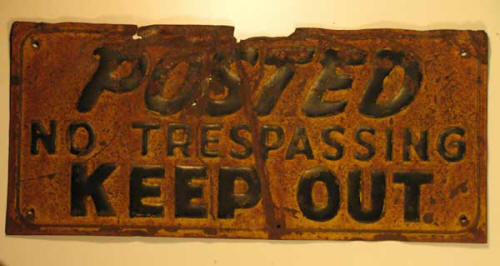 POSTED
NO TRESPASSING
KEEP OUT